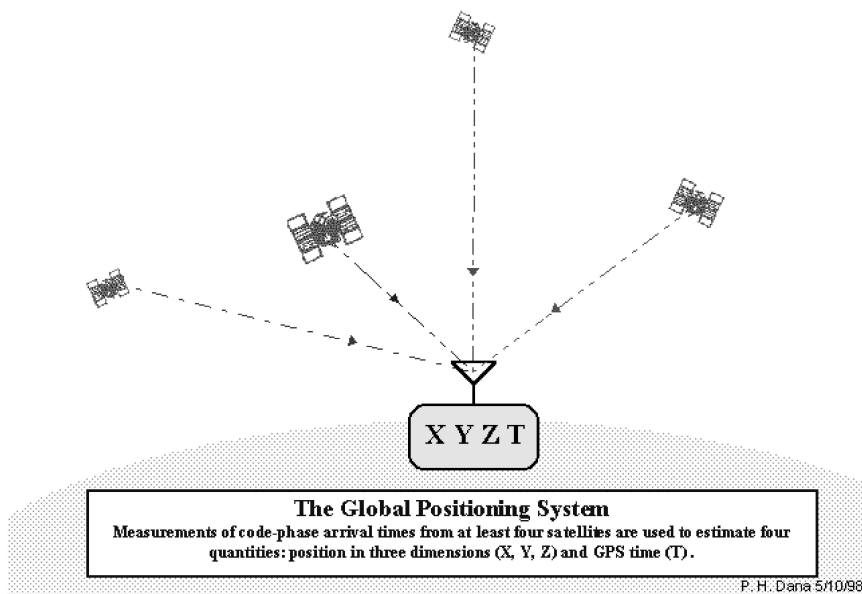 X Y Z T
The Global Positioning System
Measurements of code-phase arrival times from at least four satellites are used to estimate four
quantities: position in three dimensions (X, Y, Z) and GPS time (T).
P. H. Dana 5/10/98